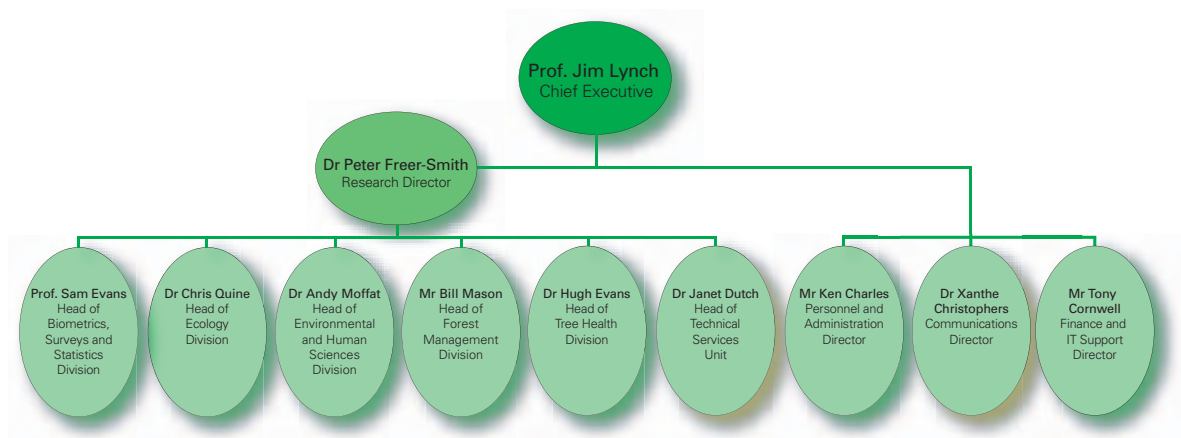 Prof. Jim Lynch
Chief Executive
Dr Peter Freer-Smith
Research Director
Prof. Sam Evans
Head of
Biometrics,
Surveys and
Statistics
Division
Dr Chris Quine
Head of
Ecology
Division
Dr Andy Moffat
Head of
Environmental
and Human
Sciences
Division
Mr Bill Mason
Head of
Forest
Management
Division
Dr Hugh Evans
Head of
Tree Health
Division
Dr Janet Dutch
Head of
Technical
Services
Unit
Mr Ken Charles
Personnel and
Administration
Director
Dr Xanthe
Christophers
Communications
Director
Mr Tony
Cornwell
Finance and
IT Support
Director